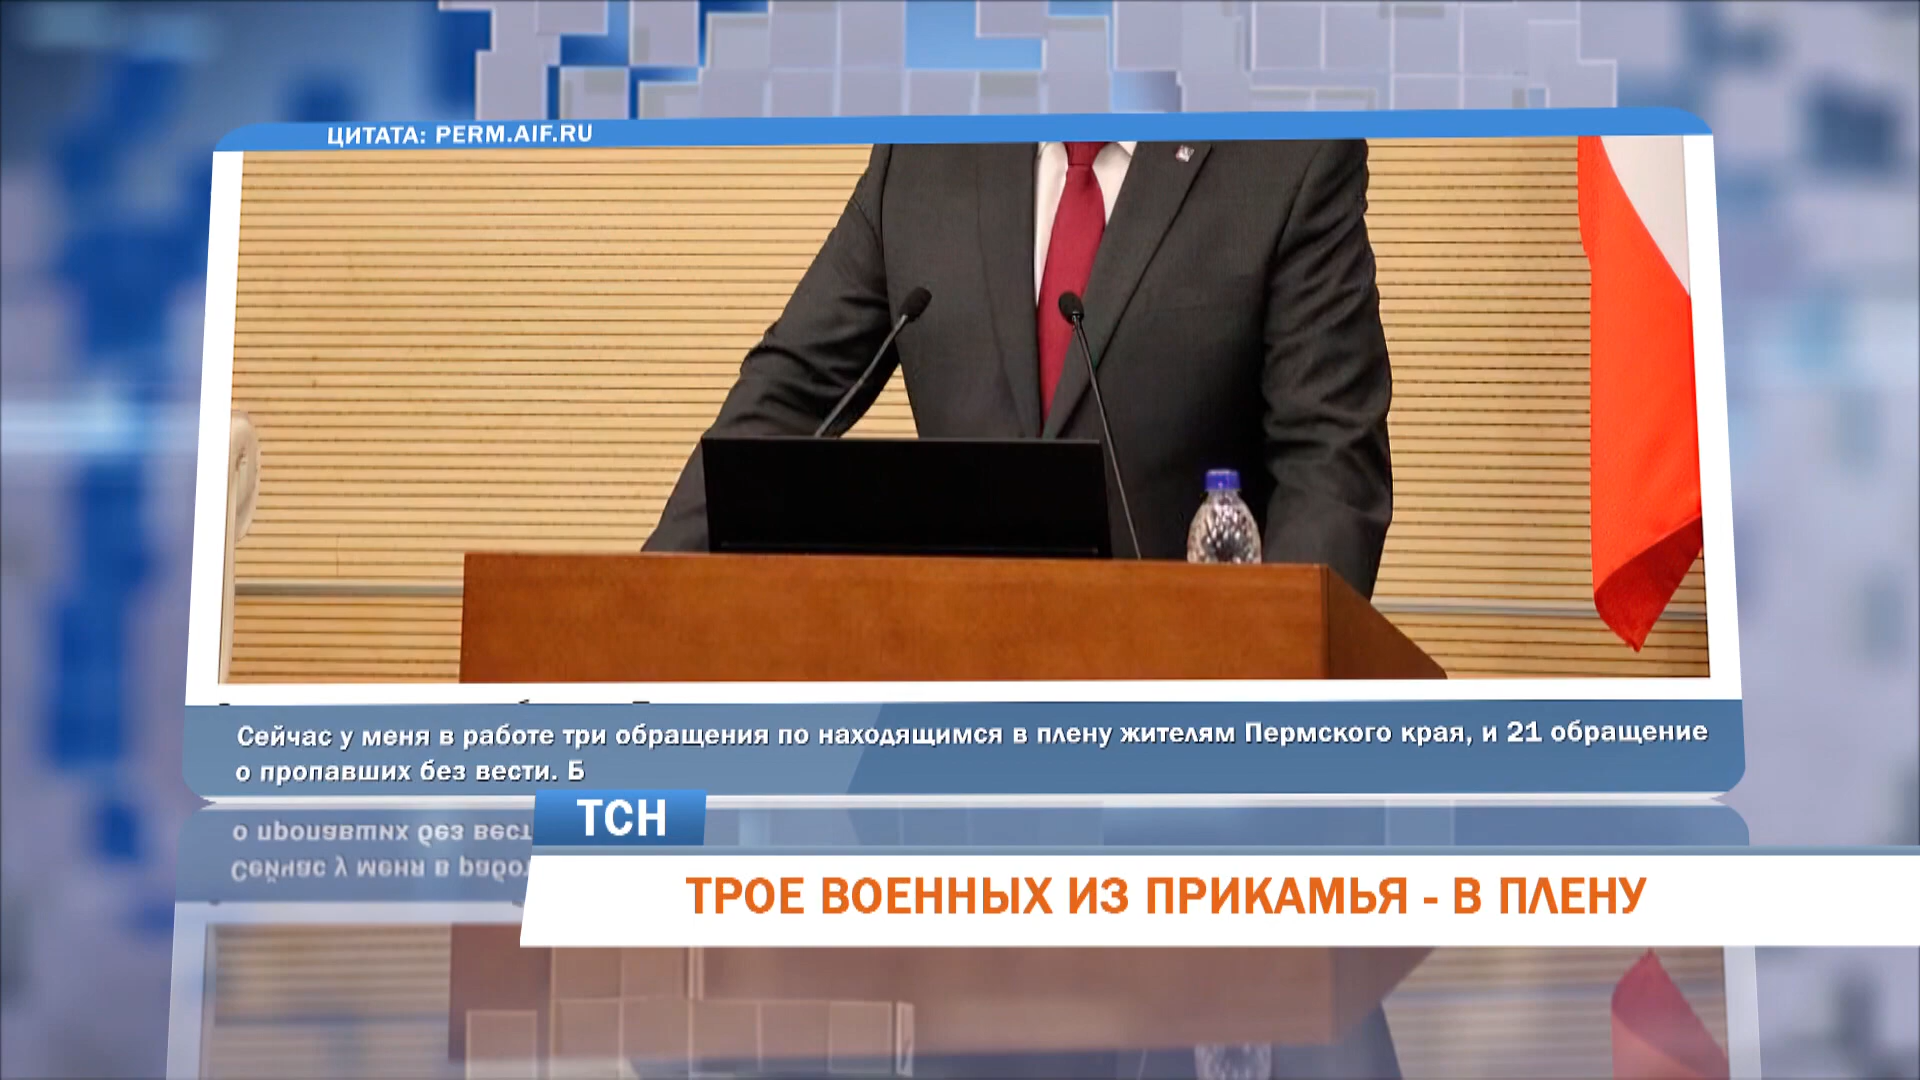 ЦИТАТА: PERM.AIF.RU
Сейчас у меня в работе три обращения по находящимся в плену жителям Пермского края, и 21 обращение
о пропавших без вести. Б
ТСН
ТРОЕ ВОЕННЫХ ИЗ ПРИКАМЬЯ - В ПЛЕНУ